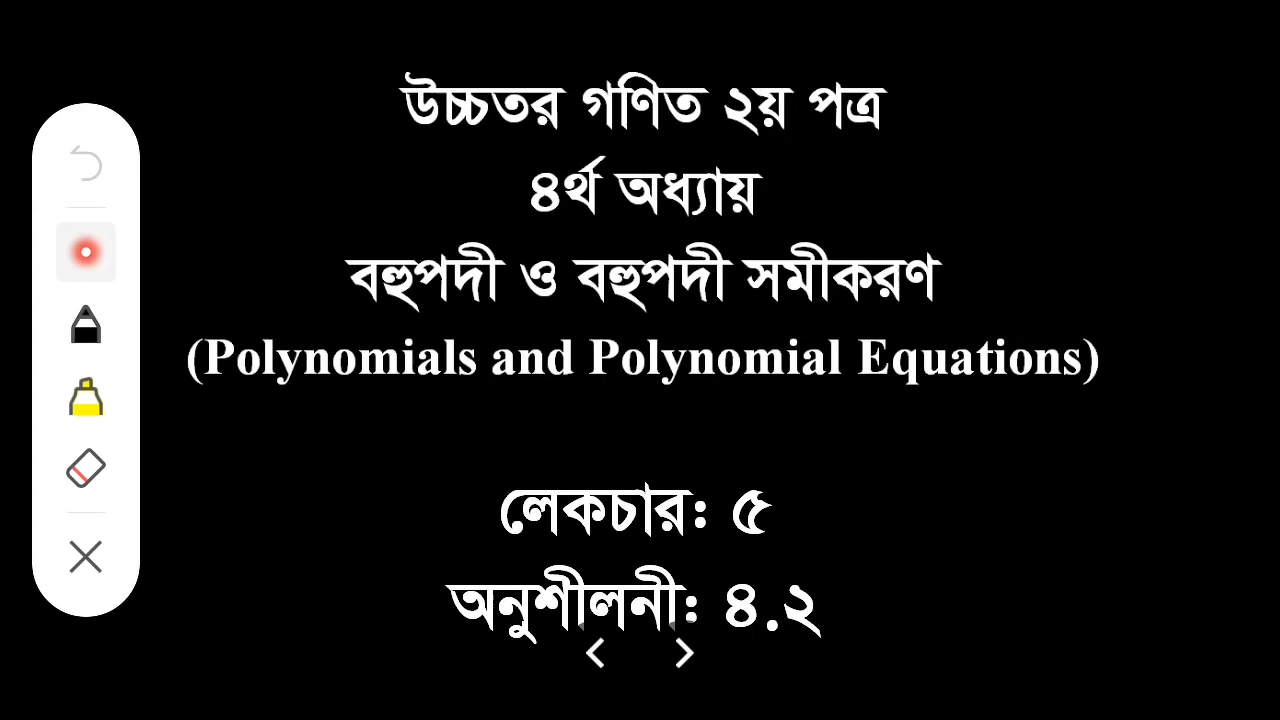 উচ্চতর গণিত ২য় পত্র
৪র্থ অধ্যায়
বহুপদী ও বহুপদী সমীকরণ
(Polynomials and Polynomial Equations)
লেকচার: ৫
অনুশীলনী: ৪.২